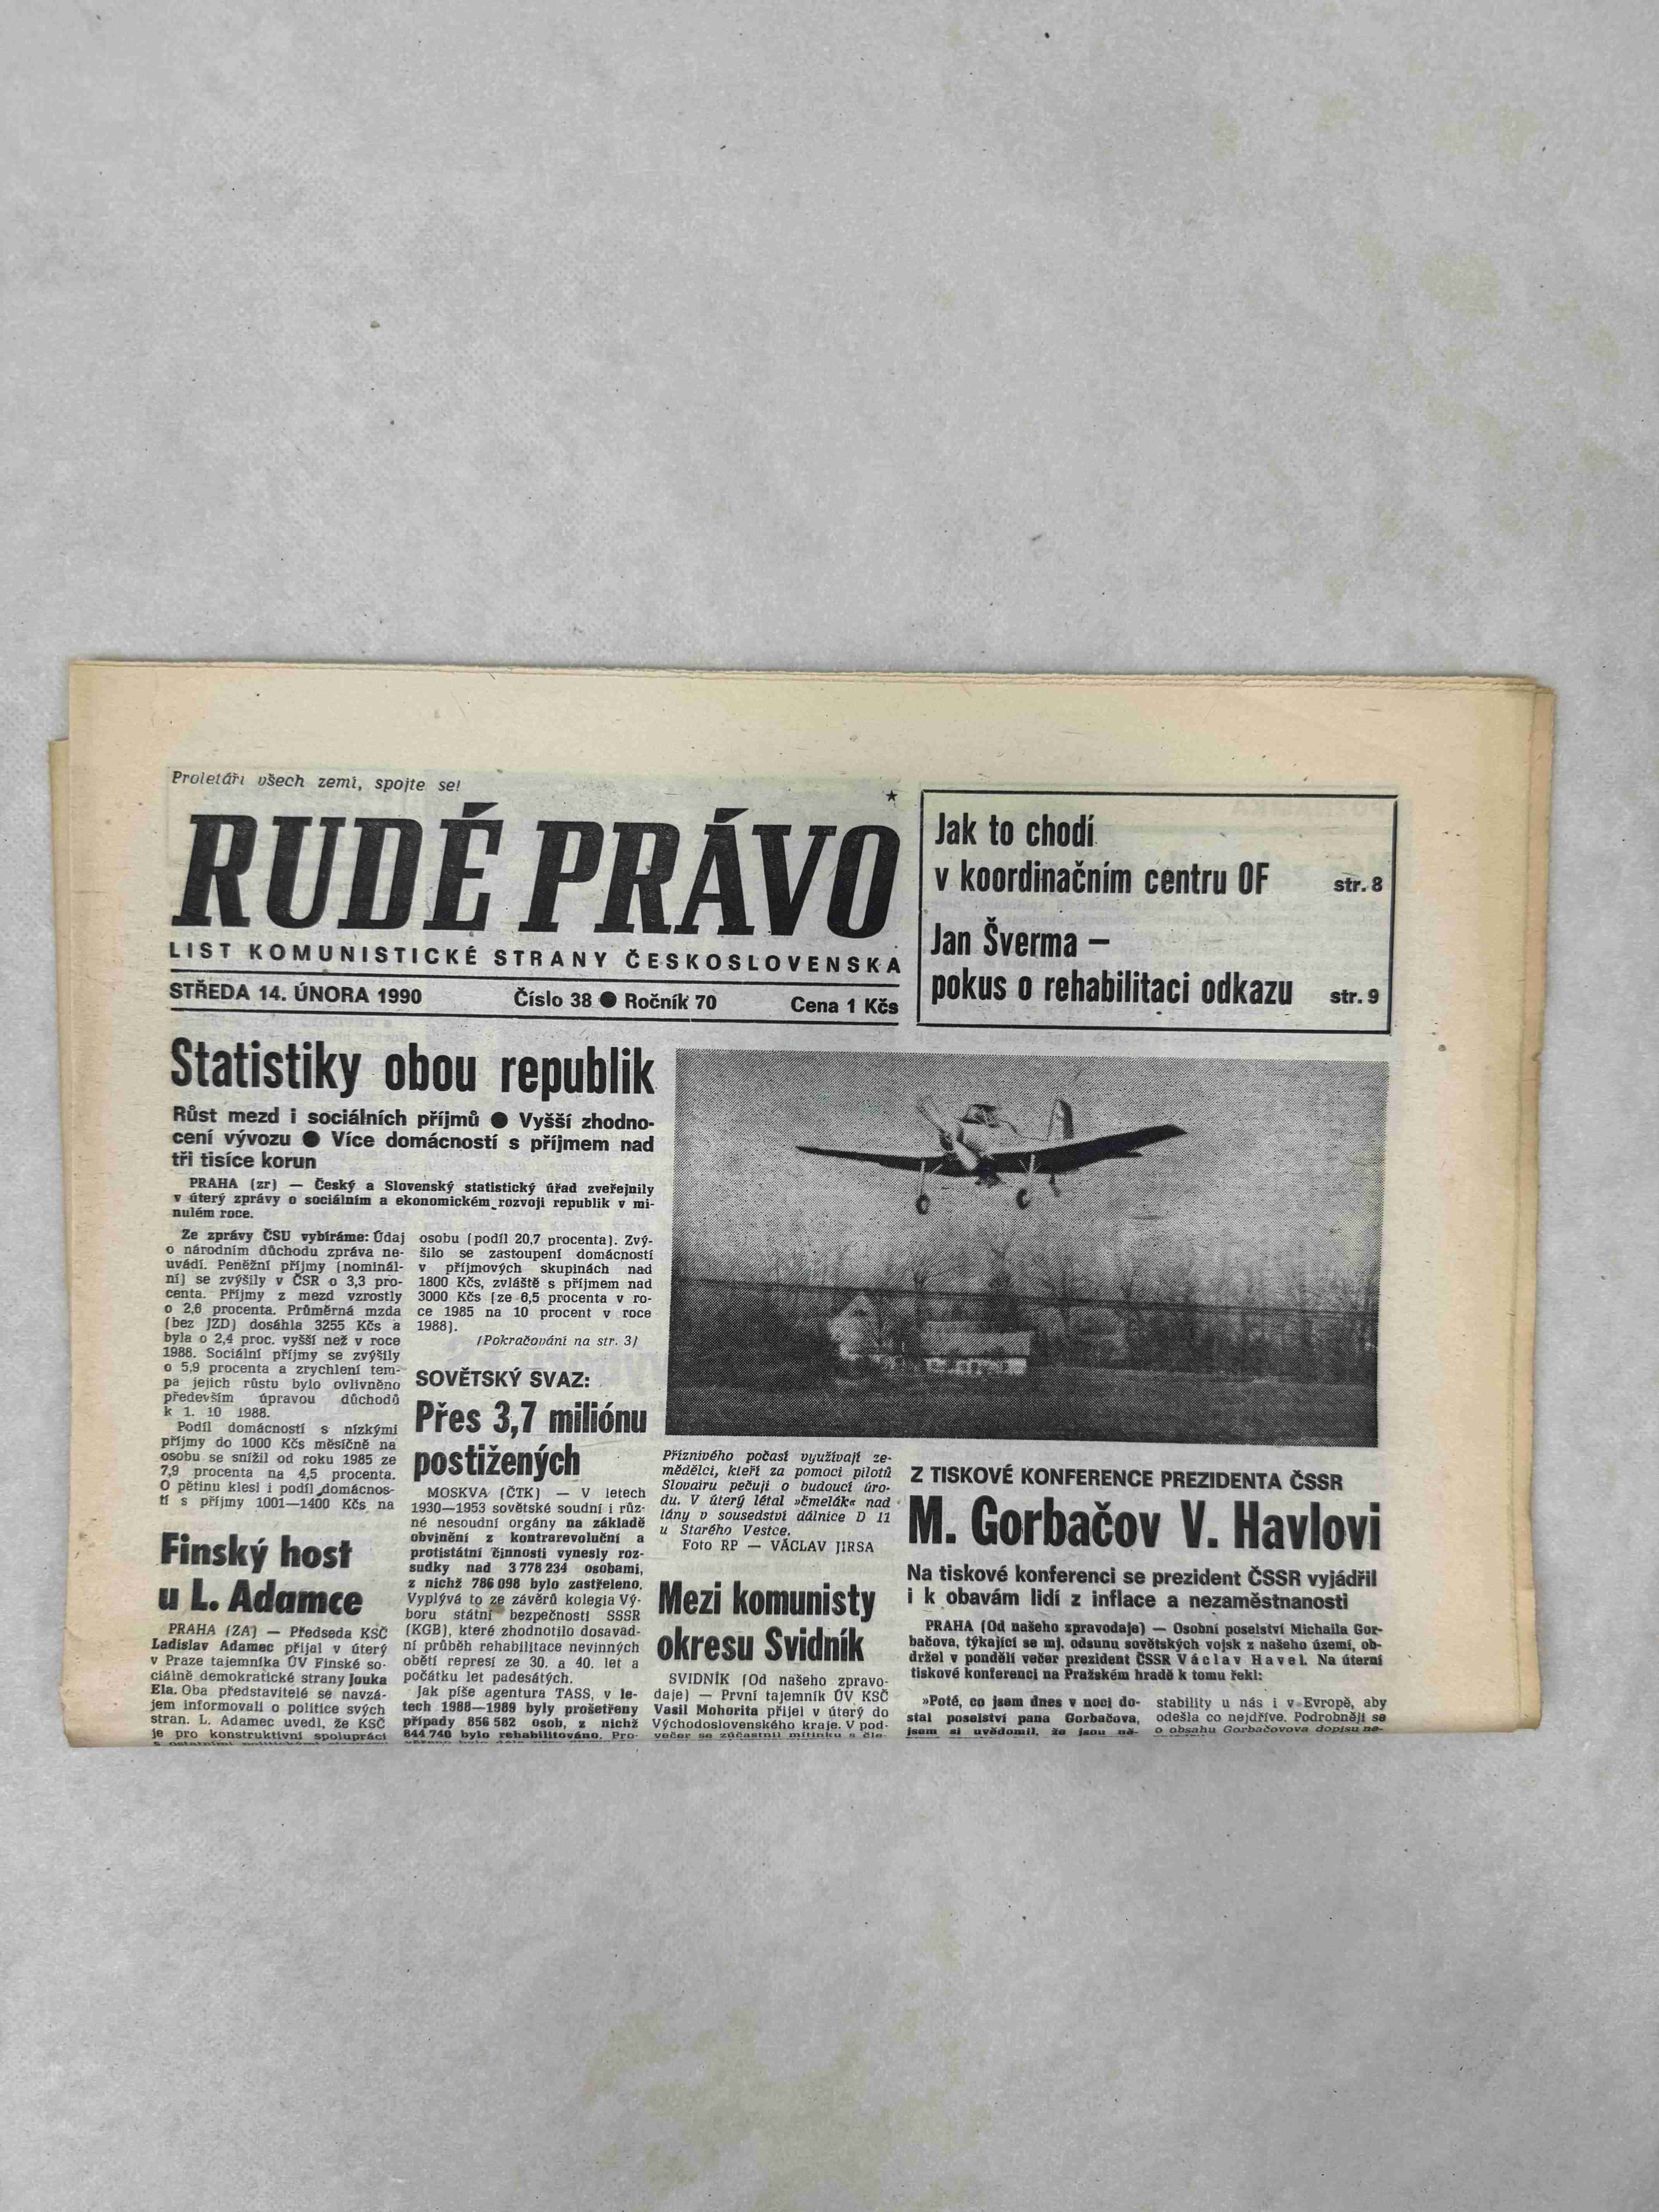 Proletáři všech zemí, spojte se!
RUDÉ PRÁVO
LIST KOMUNISTICKÉ STRANY ČESKOSLOVENSKA
STŘEDA 14. ÚNORA 1990
Číslo 38 ● Ročník 70
Cena 1 Kčs
Jak to chodí
v koordinačním centru OF str. 8
Jan Šverma –
pokus o rehabilitaci odkazu str. 9
Statistiky obou republik
Růst mezd i sociálních příjmů ● Vyšší zhodno-
cení vývozu ● Více domácností s příjmem nad
tři tisíce korun
PRAHA (zr) — Český a Slovenský statistický úřad zveřejnily
v úterý zprávy o sociálním a ekonomickém rozvoji republik v mi-
nulém roce.
Ze zprávy ČSU vybíráme: Údaj
o národním důchodu zpráva ne-
uvádí. Peněžní příjmy (nominál-
ní) se zvýšily v ČSR o 3,3 pro-
centa. Příjmy z mezd vzrostly
o 2,6 procenta. Průměrná mzda
(bez JZD) dosáhla 3255 Kčs a
byla o 2,4 proc. vyšší než v roce
1988. Sociální příjmy se zvýšily
o 5,9 procenta a zrychlení tem-
pa jejich růstu bylo ovlivněno
především úpravou důchodů
k 1. 10 1988.
Podíl domácností s nízkými
příjmy do 1000 Kčs měsíčně na
osobu se snížil od roku 1985 ze
7,9 procenta na 4,5 procenta.
O pětinu klesl i podíl domácnos-
tí s příjmy 1001—1400 Kčs na
osobu (podíl 20,7 procenta). Zvý-
šilo se zastoupení domácností
v příjmových skupinách nad
1800 Kčs, zvláště s příjmem nad
3000 Kčs (ze 6,5 procenta v ro-
ce 1985 na 10 procent v roce
1988).
(Pokračování na str. 3)
Finský host
u L. Adamce
PRAHA (ZA) — Předseda KSČ
Ladislav Adamec přijal v úterý
v Praze tajemníka ÚV Finské so-
ciálně demokratické strany Jouka
Ela. Oba představitelé se navzá-
jem informovali o politice svých
stran. L. Adamec uvedl, že KSČ
je pro konstruktivní spolupráci
SOVĚTSKÝ SVAZ:
Přes 3,7 miliónu
postižených
MOSKVA (ČTK) — V letech
1930—1953 sovětské soudní i růz-
né nesoudní orgány na základě
obvinění z kontrarevoluční a
protistátní činnosti vynesly roz-
sudky nad 3 778 234 osobami,
z nichž 786 098 bylo zastřeleno.
Vyplývá to ze závěrů kolegia Vý-
boru státní bezpečnosti SSSR
(KGB), které zhodnotilo dosavad-
ní průběh rehabilitace nevinných
obětí represí ze 30. a 40. let a
počátku let padesátých.
Jak píše agentura TASS, v le-
tech 1988—1989 byly prošetřeny
případy 856 582 osob, z nichž
844 740 bylo rehabilitováno. Pro-
Příznivého počasí využívají ze-
mědělci, kteří za pomoci pilotů
Slovairu pečují o budoucí úro-
du. V úterý létal »čmelák« nad
lány v sousedství dálnice D 11
u Starého Vestce.
Foto RP — VÁCLAV JIRSA
Mezi komunisty
okresu Svidník
SVIDNÍK (Od našeho zpravo-
daje) — První tajemník ÚV KSČ
Vasil Mohorita přijel v úterý do
Východoslovenského kraje. V pod-
večer se zúčastnil mítinku s čle-
Z TISKOVÉ KONFERENCE PREZIDENTA ČSSR
M. Gorbačov V. Havlovi
Na tiskové konferenci se prezident ČSSR vyjádřil
i k obavám lidí z inflace a nezaměstnanosti
PRAHA (Od našeho zpravodaje) — Osobní poselství Michaila Gor-
bačova, týkající se mj. odsunu sovětských vojsk z našeho území, ob-
držel v pondělí večer prezident ČSSR Václav Havel. Na úterní
tiskové konferenci na Pražském hradě k tomu řekl:
»Poté, co jsem dnes v noci do-
stal poselství pana Gorbačova,
jsem si uvědomil, že jsou ně-
stability u nás i v Evropě, aby
odešla co nejdříve. Podrobněji se
o obsahu Gorbačovova dopisu ne-